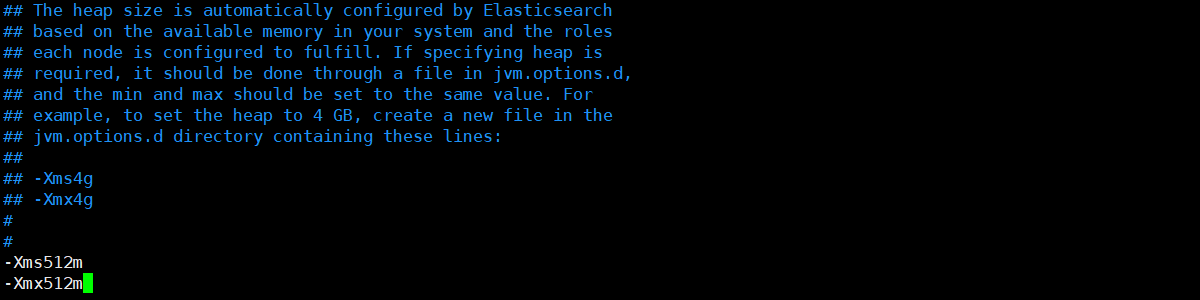 ## The heap size is automatically configured by Elasticsearch
## based on the available memory in your system and the roles
## each node is configured to fulfill. If specifying heap is
## required, it should be done through a file in jvm.options.d,
## and the min and max should be set to the same value. For
## example, to set the heap to 4 GB, create a new file in the
## jvm.options.d directory containing these lines:
##
## -Xms4g
## -Xmx4g
#
#
-Xms512m
-Xmx512m